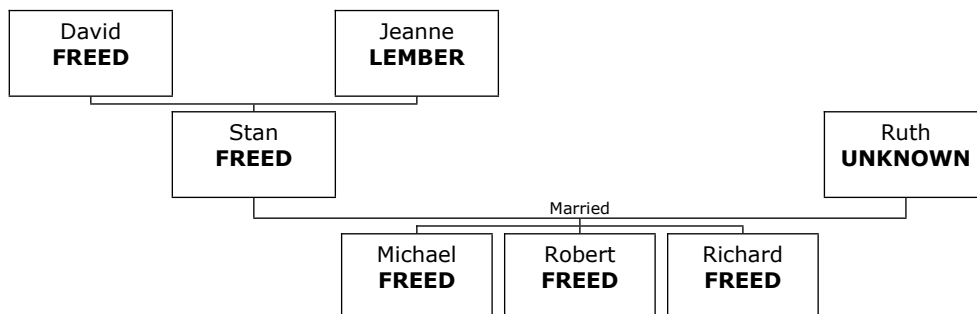 David
FREED
Jeanne
LEMBER
Stan
FREED
Ruth
UNKNOWN
Married
Michael
FREED
Robert
FREED
Richard
FREED